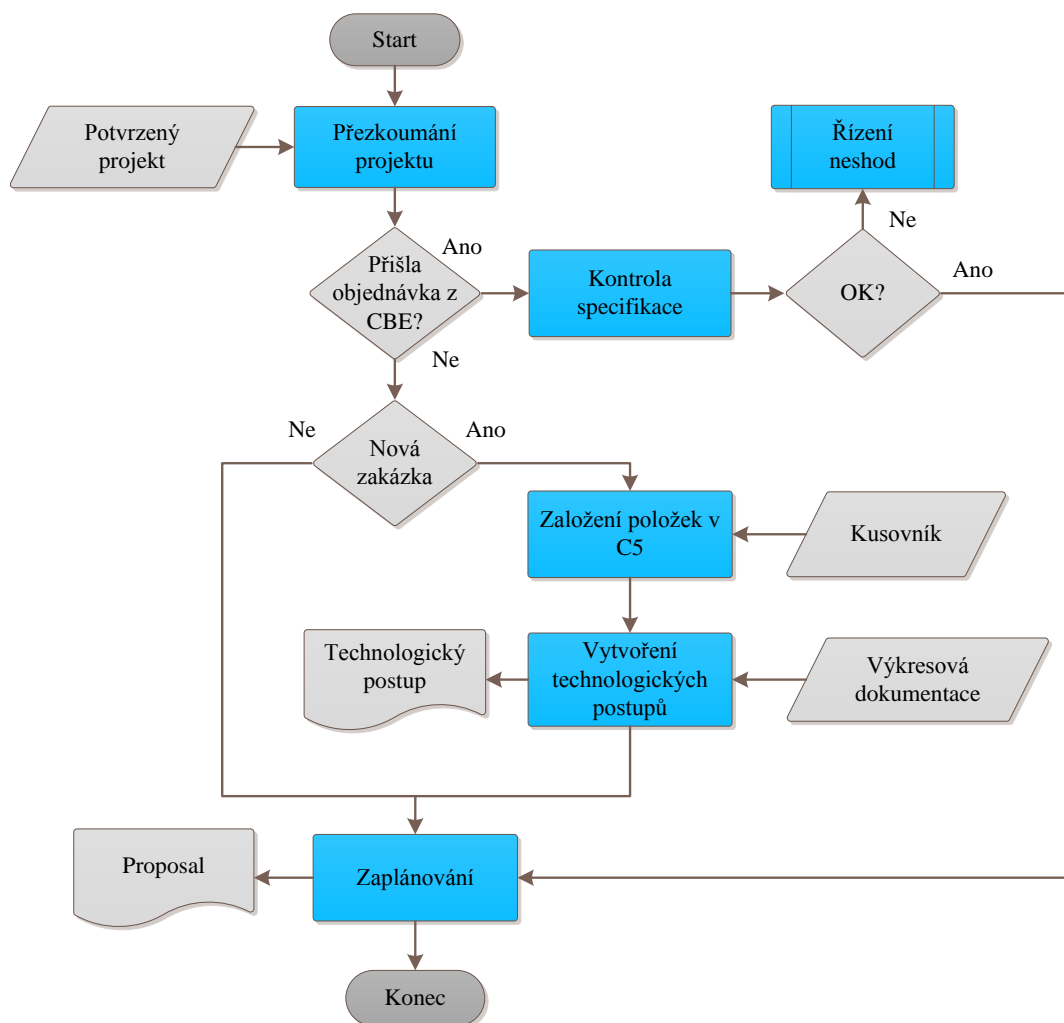 Start
Potvrzený
projekt
Přezkoumání
projektu
Řízení
neshod
Ne
Ano
Přišla
objednávka z
CBE?
Kontrola
specifikace
OK?
Ano
Ne
Ne
Nová
zakázka
Ano
Založení položek v
C5
Kusovník
Technologický
postup
Vytvoření
technologických
postupů
Výkresová
dokumentace
Proposal
Zaplánování
Konec